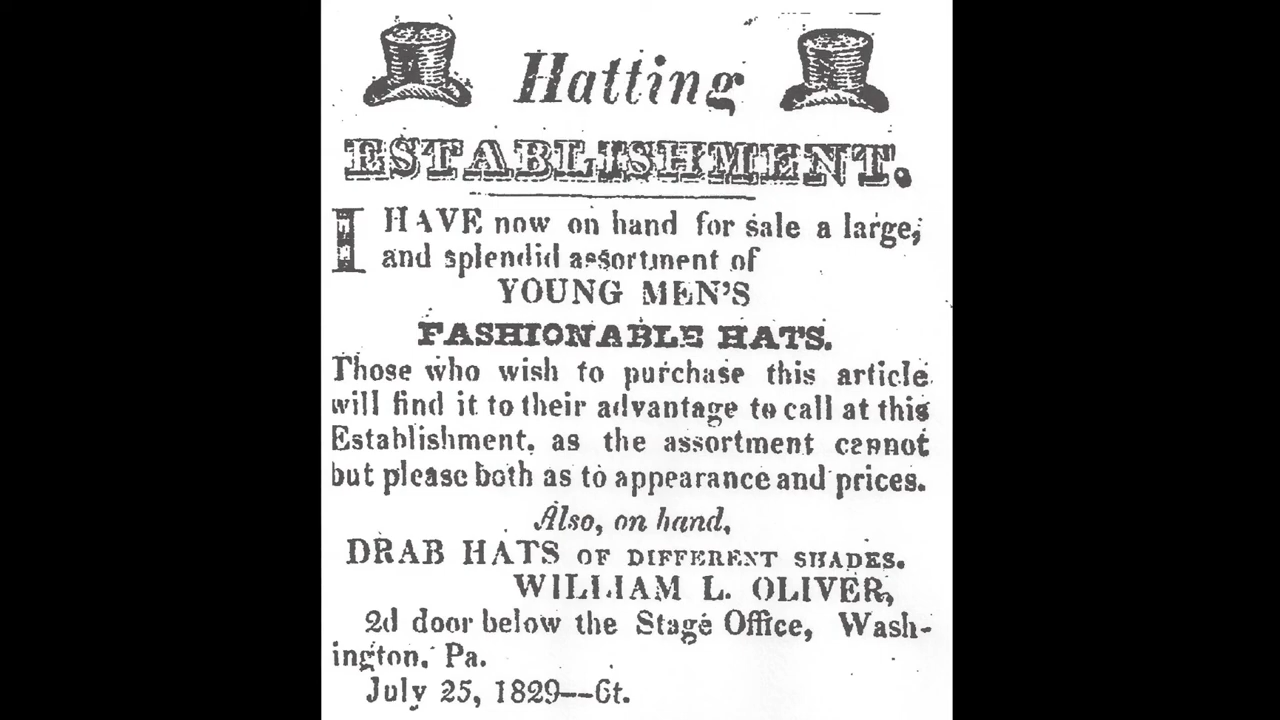 Hatting
ESTABLISHMENT.
I HAVE now on hand for sale a large,
and splendid assortment of
YOUNG MEN'S
FASHIONABLE HATS.
Those who wish to purchase this article
will find it to their advantage to call at this
Establishment, as the assortment cannot
but please both as to appearance and prices.
Also, on hand,
DRAB HATS OF DIFFERENT SHADES.
WILLIAM L. OLIVER,
2d door below the Stage Office, Wash-
ington, Pa.
July 25, 1829—6t.